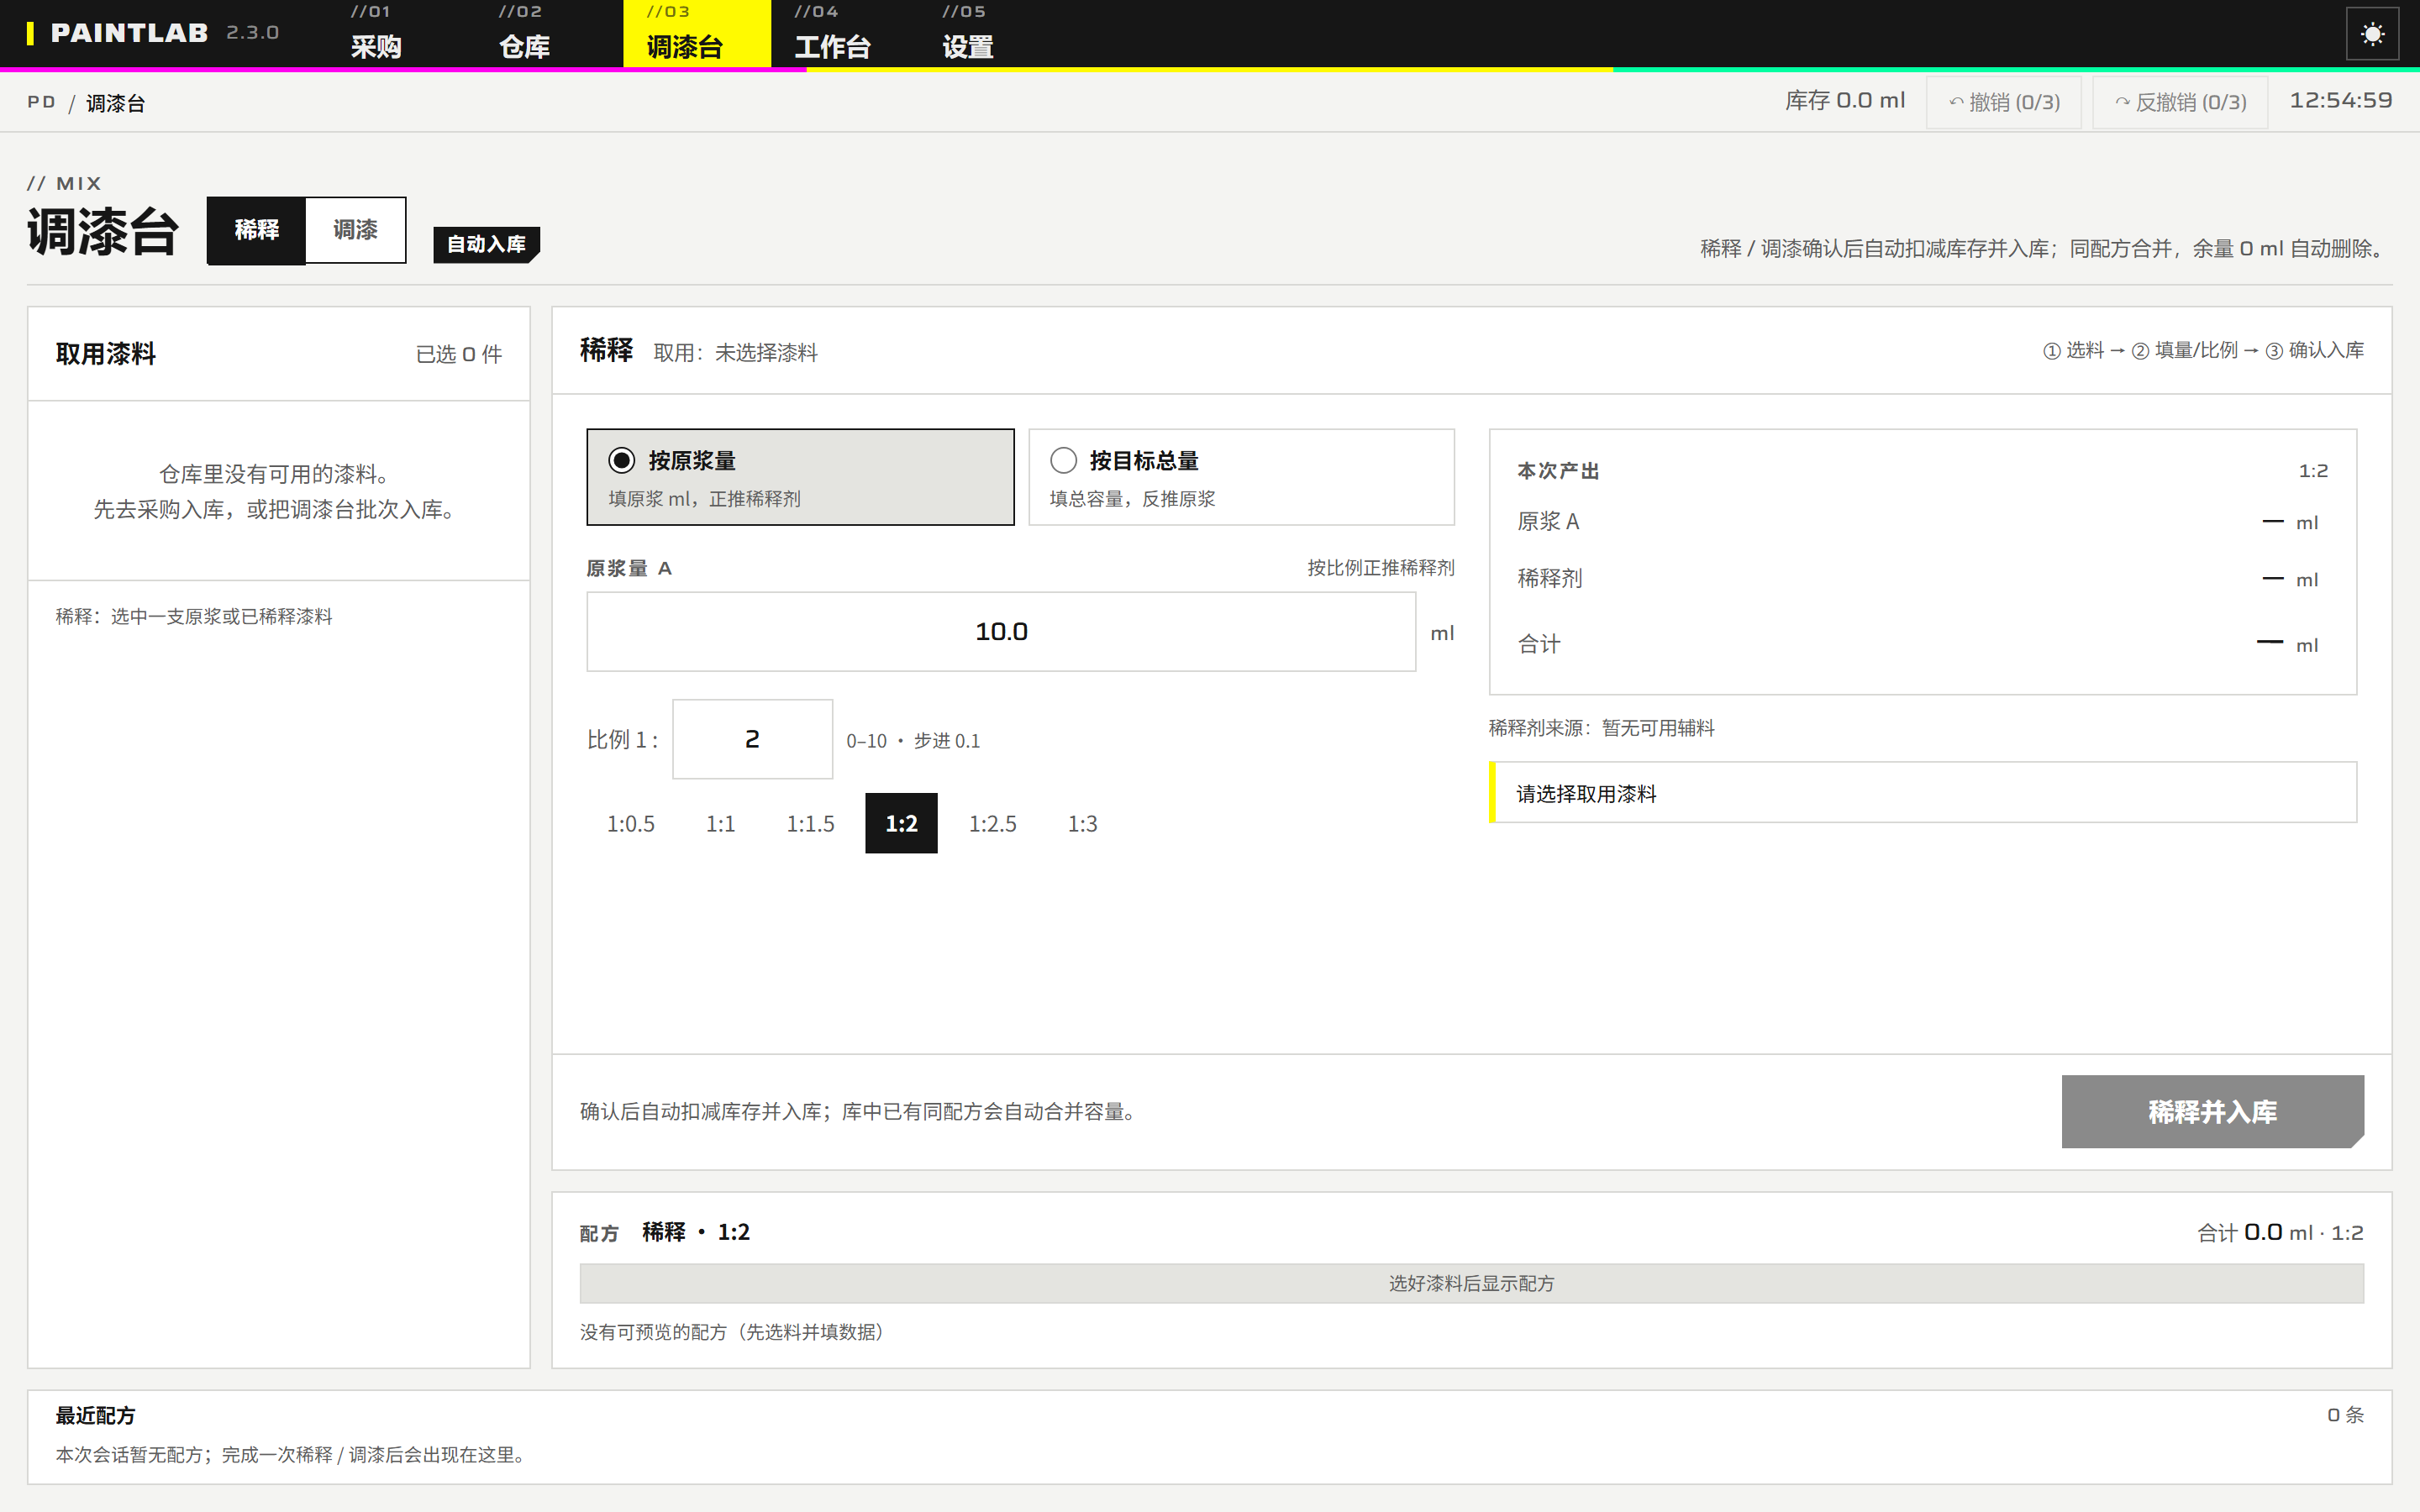 PAINTLAB 2.3.0
//01 采购
//02 仓库
//03 调漆台
//04 工作台
//05 设置
PD / 调漆台
库存 0.0 ml
撤销 (0/3)
反撤销 (0/3)
12:54:59
// MIX
调漆台
稀释
调漆
自动入库
稀释 / 调漆确认后自动扣减库存并入库；同配方合并，余量 0 ml 自动删除。
取用漆料
已选 0 件
仓库里没有可用的漆料。
先去采购入库，或把调漆台批次入库。
稀释：选中一支原浆或已稀释漆料
稀释 取用：未选择漆料
① 选料 → ② 填量/比例 → ③ 确认入库
按原浆量
填原浆 ml，正推稀释剂
按目标总量
填总容量，反推原浆
原浆量 A
按比例正推稀释剂
10.0 ml
比例 1 : 2 0–10 · 步进 0.1
1:0.5 1:1 1:1.5 1:2 1:2.5 1:3
本次产出 1:2
原浆 A — ml
稀释剂 — ml
合计 — ml
稀释剂来源：暂无可用辅料
请选择取用漆料
确认后自动扣减库存并入库；库中已有同配方会自动合并容量。
稀释并入库
配方 稀释 · 1:2
合计 0.0 ml · 1:2
选好漆料后显示配方
没有可预览的配方（先选料并填数据）
最近配方
0 条
本次会话暂无配方；完成一次稀释 / 调漆后会出现在这里。